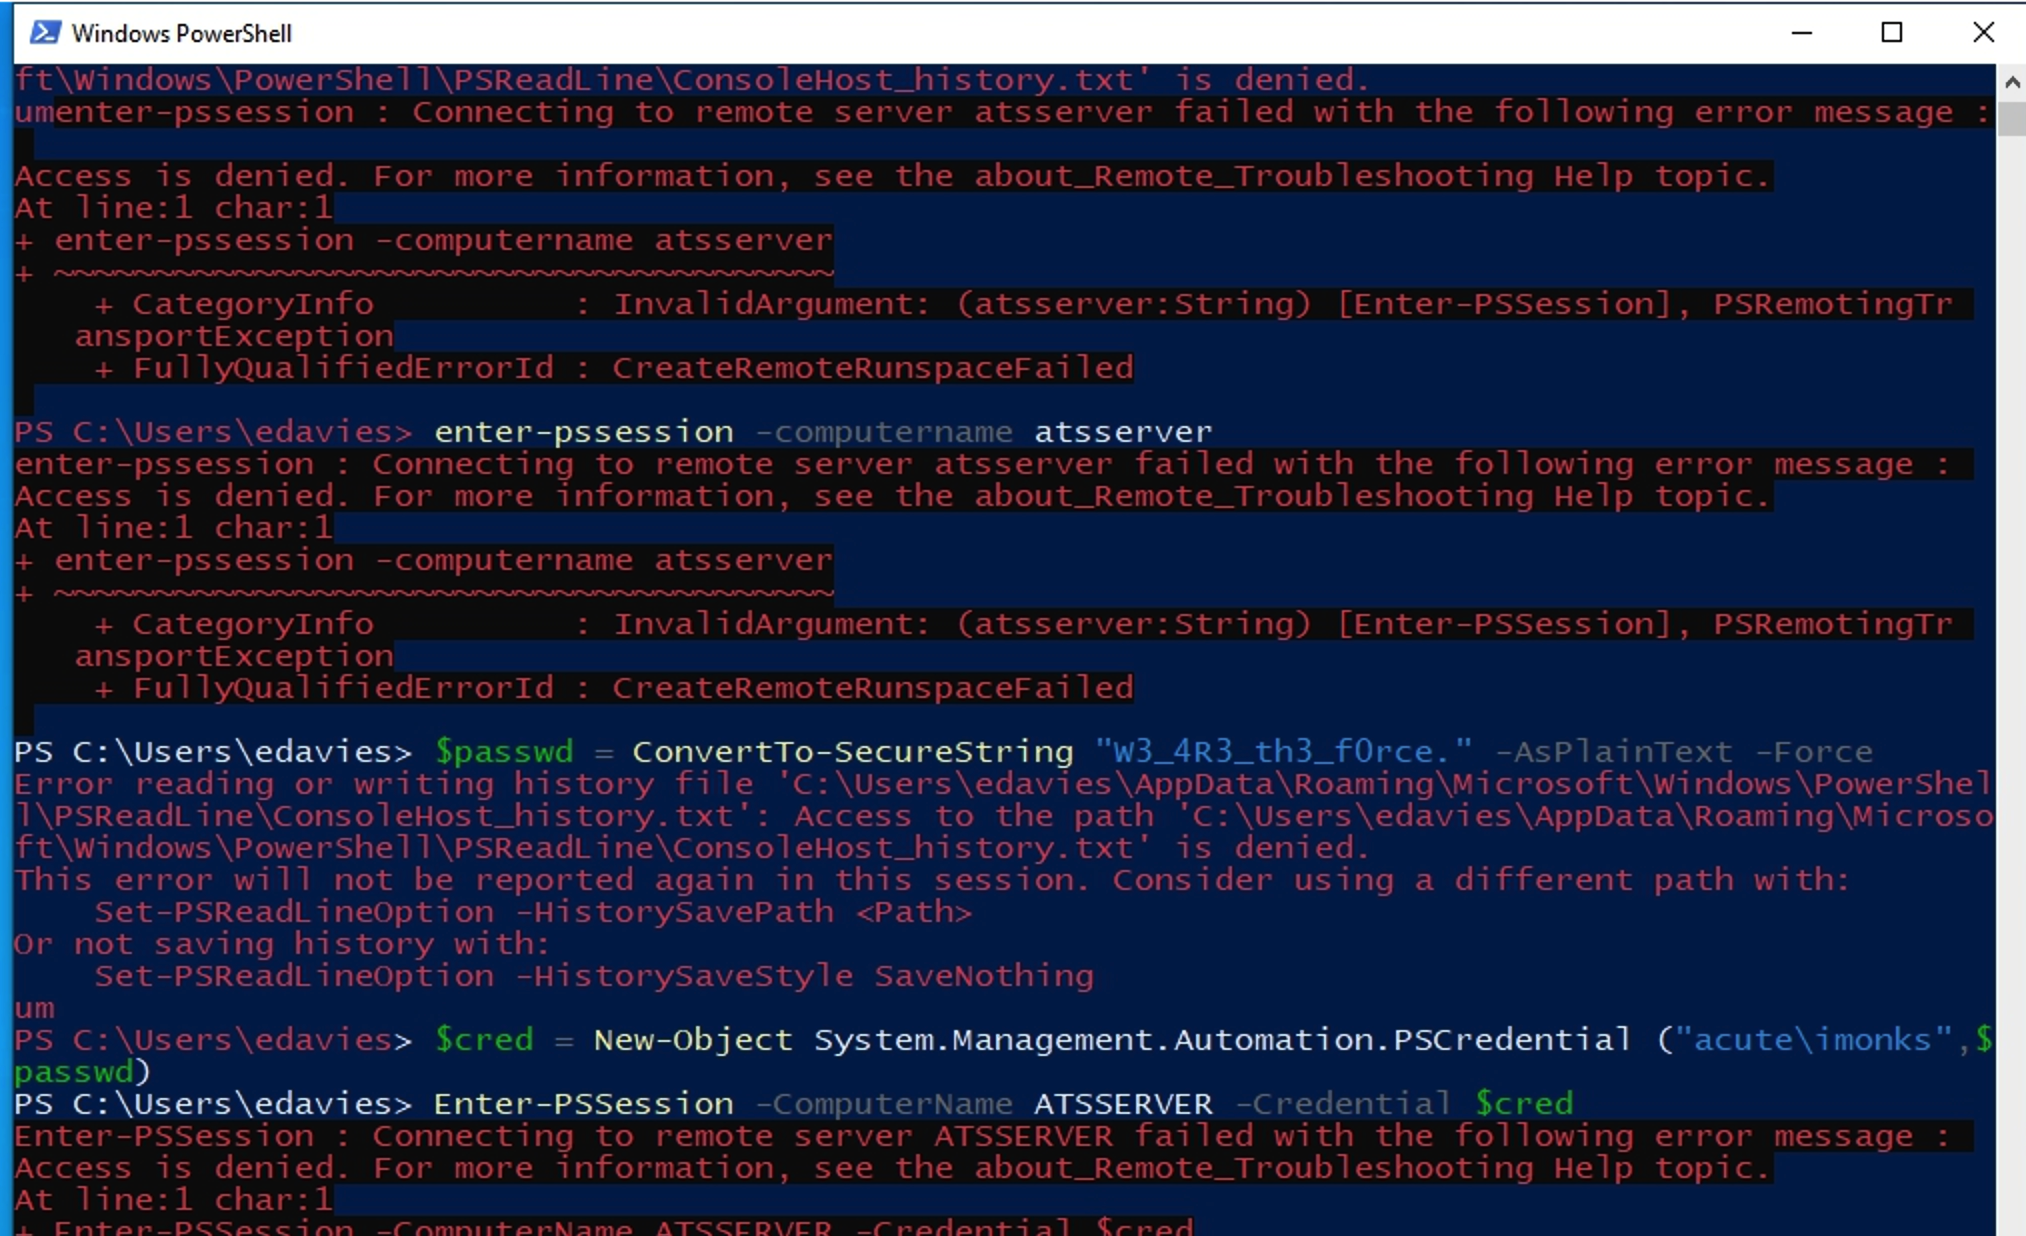 Windows PowerShell
ft\Windows\PowerShell\PSReadLine\ConsoleHost_history.txt' is denied.
umenter-pssession : Connecting to remote server atsserver failed with the following error message :
Access is denied. For more information, see the about_Remote_Troubleshooting Help topic.
At line:1 char:1
+ enter-pssession -computername atsserver
+ ~~~~~~~~~~~~~~~~~~~~~~~~~~~~~~~~~~~~~~~
    + CategoryInfo          : InvalidArgument: (atsserver:String) [Enter-PSSession], PSRemotingTr
   ansportException
    + FullyQualifiedErrorId : CreateRemoteRunspaceFailed
PS C:\Users\edavies> enter-pssession -computername atsserver
enter-pssession : Connecting to remote server atsserver failed with the following error message :
Access is denied. For more information, see the about_Remote_Troubleshooting Help topic.
At line:1 char:1
+ enter-pssession -computername atsserver
+ ~~~~~~~~~~~~~~~~~~~~~~~~~~~~~~~~~~~~~~~
    + CategoryInfo          : InvalidArgument: (atsserver:String) [Enter-PSSession], PSRemotingTr
   ansportException
    + FullyQualifiedErrorId : CreateRemoteRunspaceFailed
PS C:\Users\edavies> $passwd = ConvertTo-SecureString "W3_4R3_th3_f0rce." -AsPlainText -Force
Error reading or writing history file 'C:\Users\edavies\AppData\Roaming\Microsoft\Windows\PowerShel
l\PSReadLine\ConsoleHost_history.txt': Access to the path 'C:\Users\edavies\AppData\Roaming\Microso
ft\Windows\PowerShell\PSReadLine\ConsoleHost_history.txt' is denied.
This error will not be reported again in this session. Consider using a different path with:
    Set-PSReadLineOption -HistorySavePath <Path>
Or not saving history with:
    Set-PSReadLineOption -HistorySaveStyle SaveNothing
um
PS C:\Users\edavies> $cred = New-Object System.Management.Automation.PSCredential ("acute\imonks",$
passwd)
PS C:\Users\edavies> Enter-PSSession -ComputerName ATSSERVER -Credential $cred
Enter-PSSession : Connecting to remote server ATSSERVER failed with the following error message :
Access is denied. For more information, see the about_Remote_Troubleshooting Help topic.
At line:1 char:1
+ Enter-PSSession -ComputerName ATSSERVER -Credential $cred